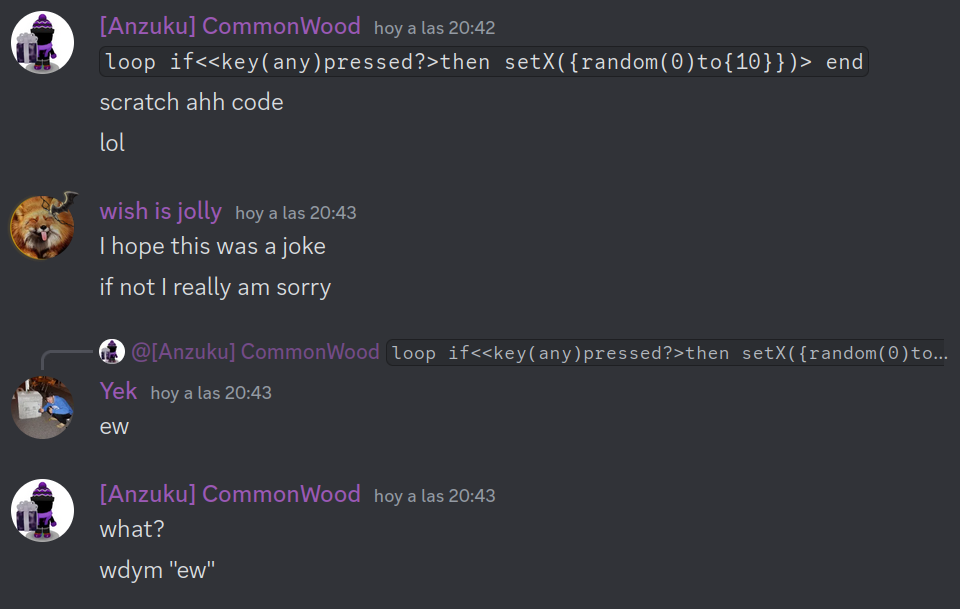 [Anzuku] CommonWood hoy a las 20:42
loop if<<key(any)pressed?>then setX({random(0)to{10}})> end
scratch ahh code
lol
wish is jolly hoy a las 20:43
I hope this was a joke
if not I really am sorry
@[Anzuku] CommonWood loop if<<key(any)pressed?>then setX({random(0)to...
Yek hoy a las 20:43
ew
[Anzuku] CommonWood hoy a las 20:43
what?
wdym "ew"